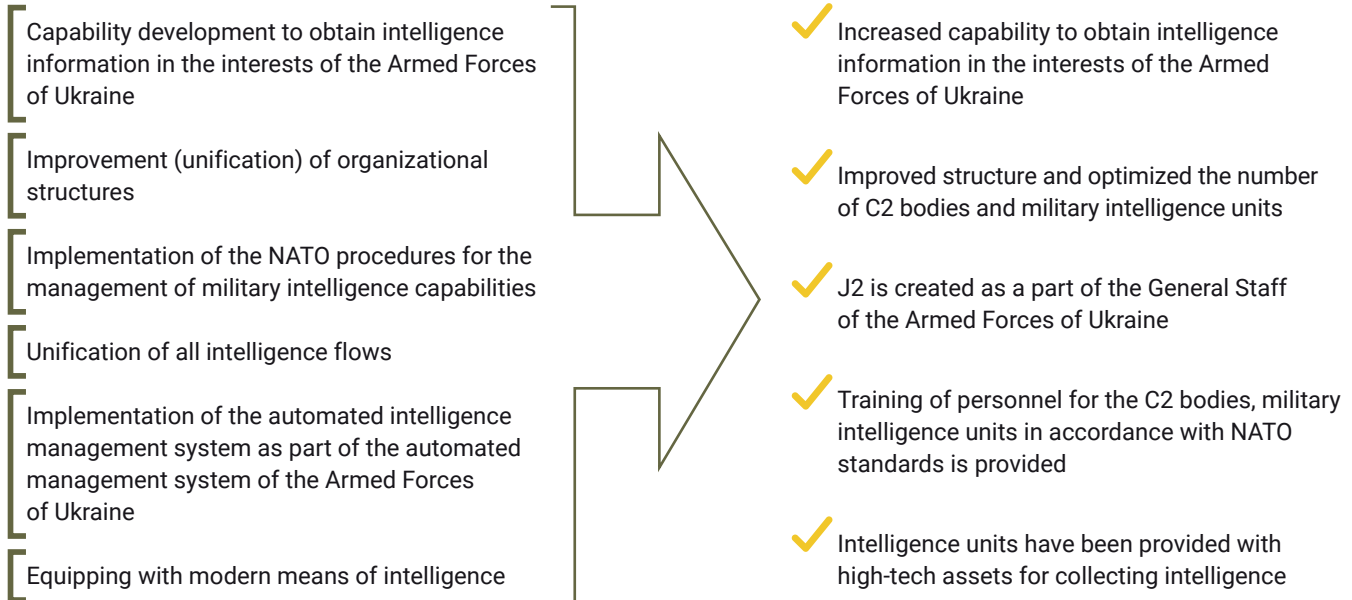 Capability development to obtain intelligence
information in the interests of the Armed Forces
of Ukraine
Improvement (unification) of organizational
structures
Implementation of the NATO procedures for the
management of military intelligence capabilities
Unification of all intelligence flows
Implementation of the automated intelligence
management system as part of the automated
management system of the Armed Forces
of Ukraine
Equipping with modern means of intelligence
Increased capability to obtain intelligence
information in the interests of the Armed
Forces of Ukraine
Improved structure and optimized the number
of C2 bodies and military intelligence units
J2 is created as a part of the General Staff
of the Armed Forces of Ukraine
Training of personnel for the C2 bodies, military
intelligence units in accordance with NATO
standards is provided
Intelligence units have been provided with
high-tech assets for collecting intelligence